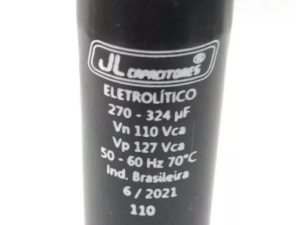 JL CAPACITORES ®
ELETROLÍTICO
270 - 324 µF
Vn 110 Vca
Vp 127 Vca
50 - 60 Hz 70°C
Ind. Brasileira
6 / 2021
110